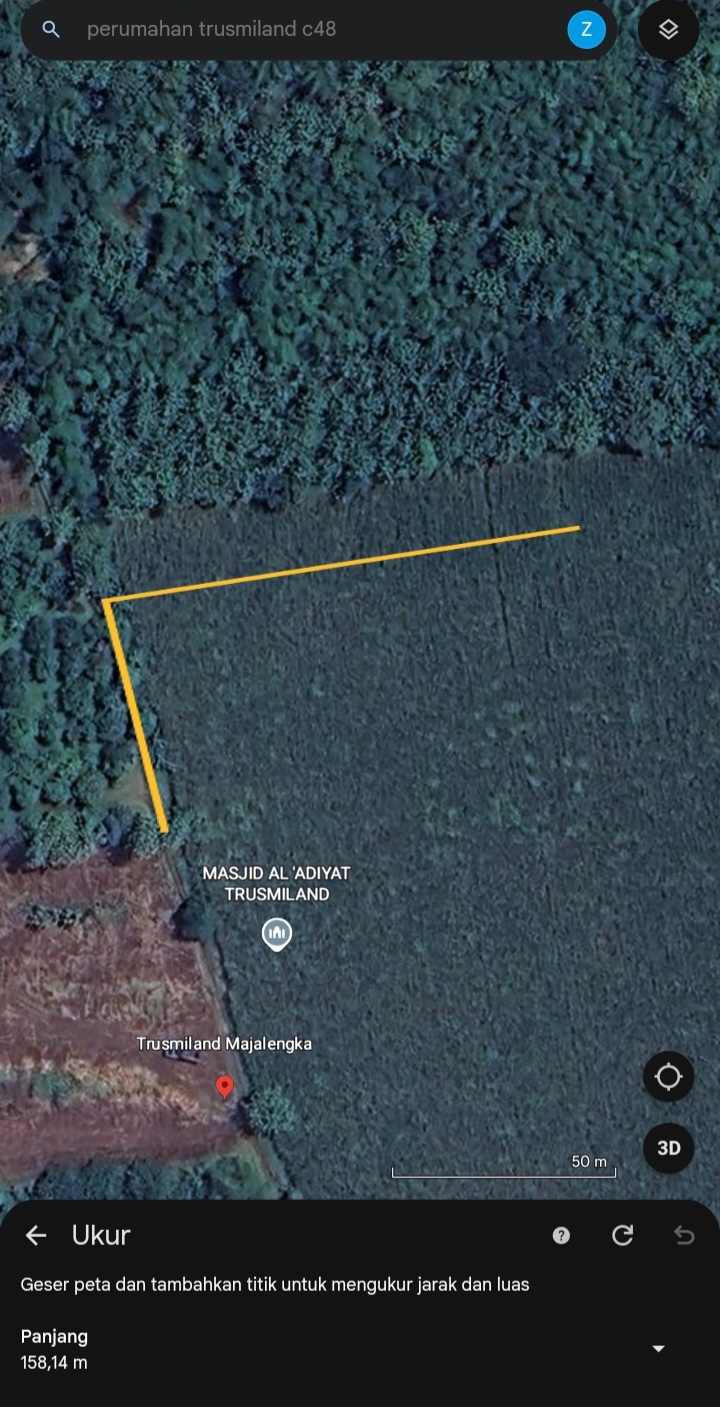 perumahan trusmiland c48
Z
MASJID AL 'ADIYAT
TRUSMILAND
Trusmiland Majalengka
3D
50 m
Ukur
?
Geser peta dan tambahkan titik untuk mengukur jarak dan luas
Panjang
158,14 m